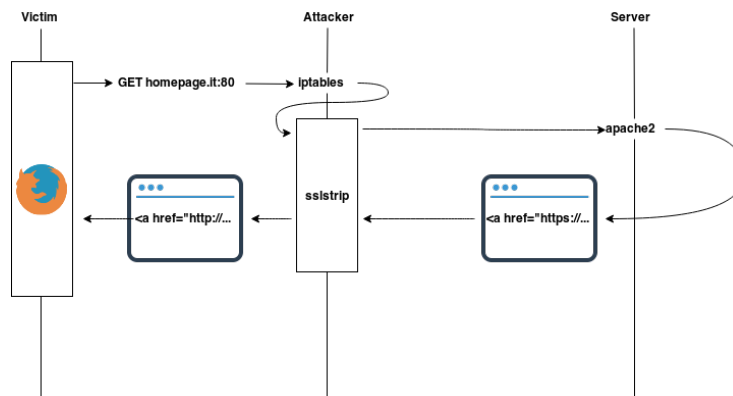 Victim
Attacker
Server
GET homepage.it:80
iptables
apache2
sslstrip
<a href="http://...
<a href="https://...